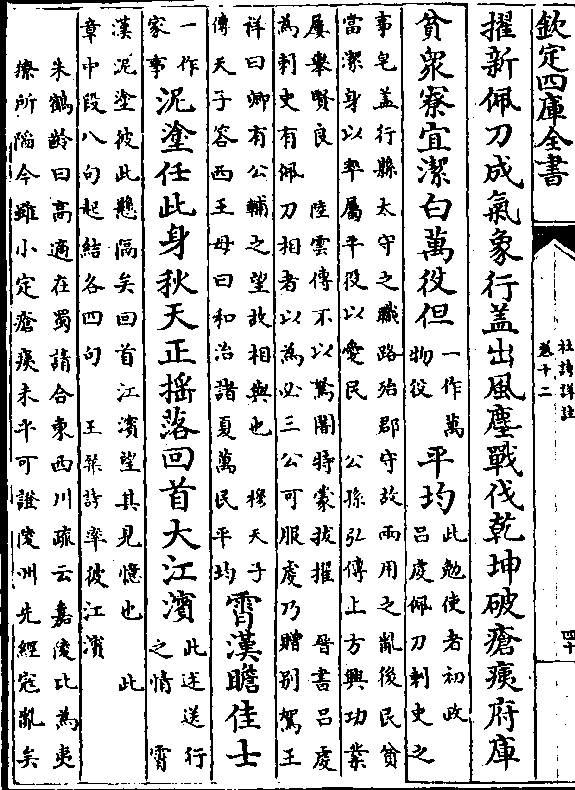 欽定四庫全書
擢新佩刀成氣象行盖出風塵戰伐乾坤破瘡痍府庫
貧衆寮宜潔白萬役但
一作萬
物役
平均
此勉使者初政
呂虔佩刀刺史之
事皂盖行縣太守之職路殆郡守故兩用之亂後民貧
當潔身以率屬平役以愛民 公孫弘傳上方興功業
屢舉賢良 陸雲傳不以駑闇時蒙拔擢 晉書呂虔
為刺史有佩刀相者以為必三公可服虔乃贈别駕王
祥曰卿有公輔之望故相與也 穆天子
傳天子答西王母曰和治諸夏萬民平均
霄漢瞻佳士
一作
家事
泥塗任此身秋天正揺落回首大江濱
此述送行
之情 霄
漢泥塗彼此懸隔矣回首江濱望其見憶也 此
章中段八句起結各四句 王粲詩率彼江濱
朱鶴齡曰高適在蜀請合東西川疏云嘉陵比為夷
獠所陷今雖小定瘡痍未平可證陵州先經寇亂矣
杜詩詳註
卷十二
四十